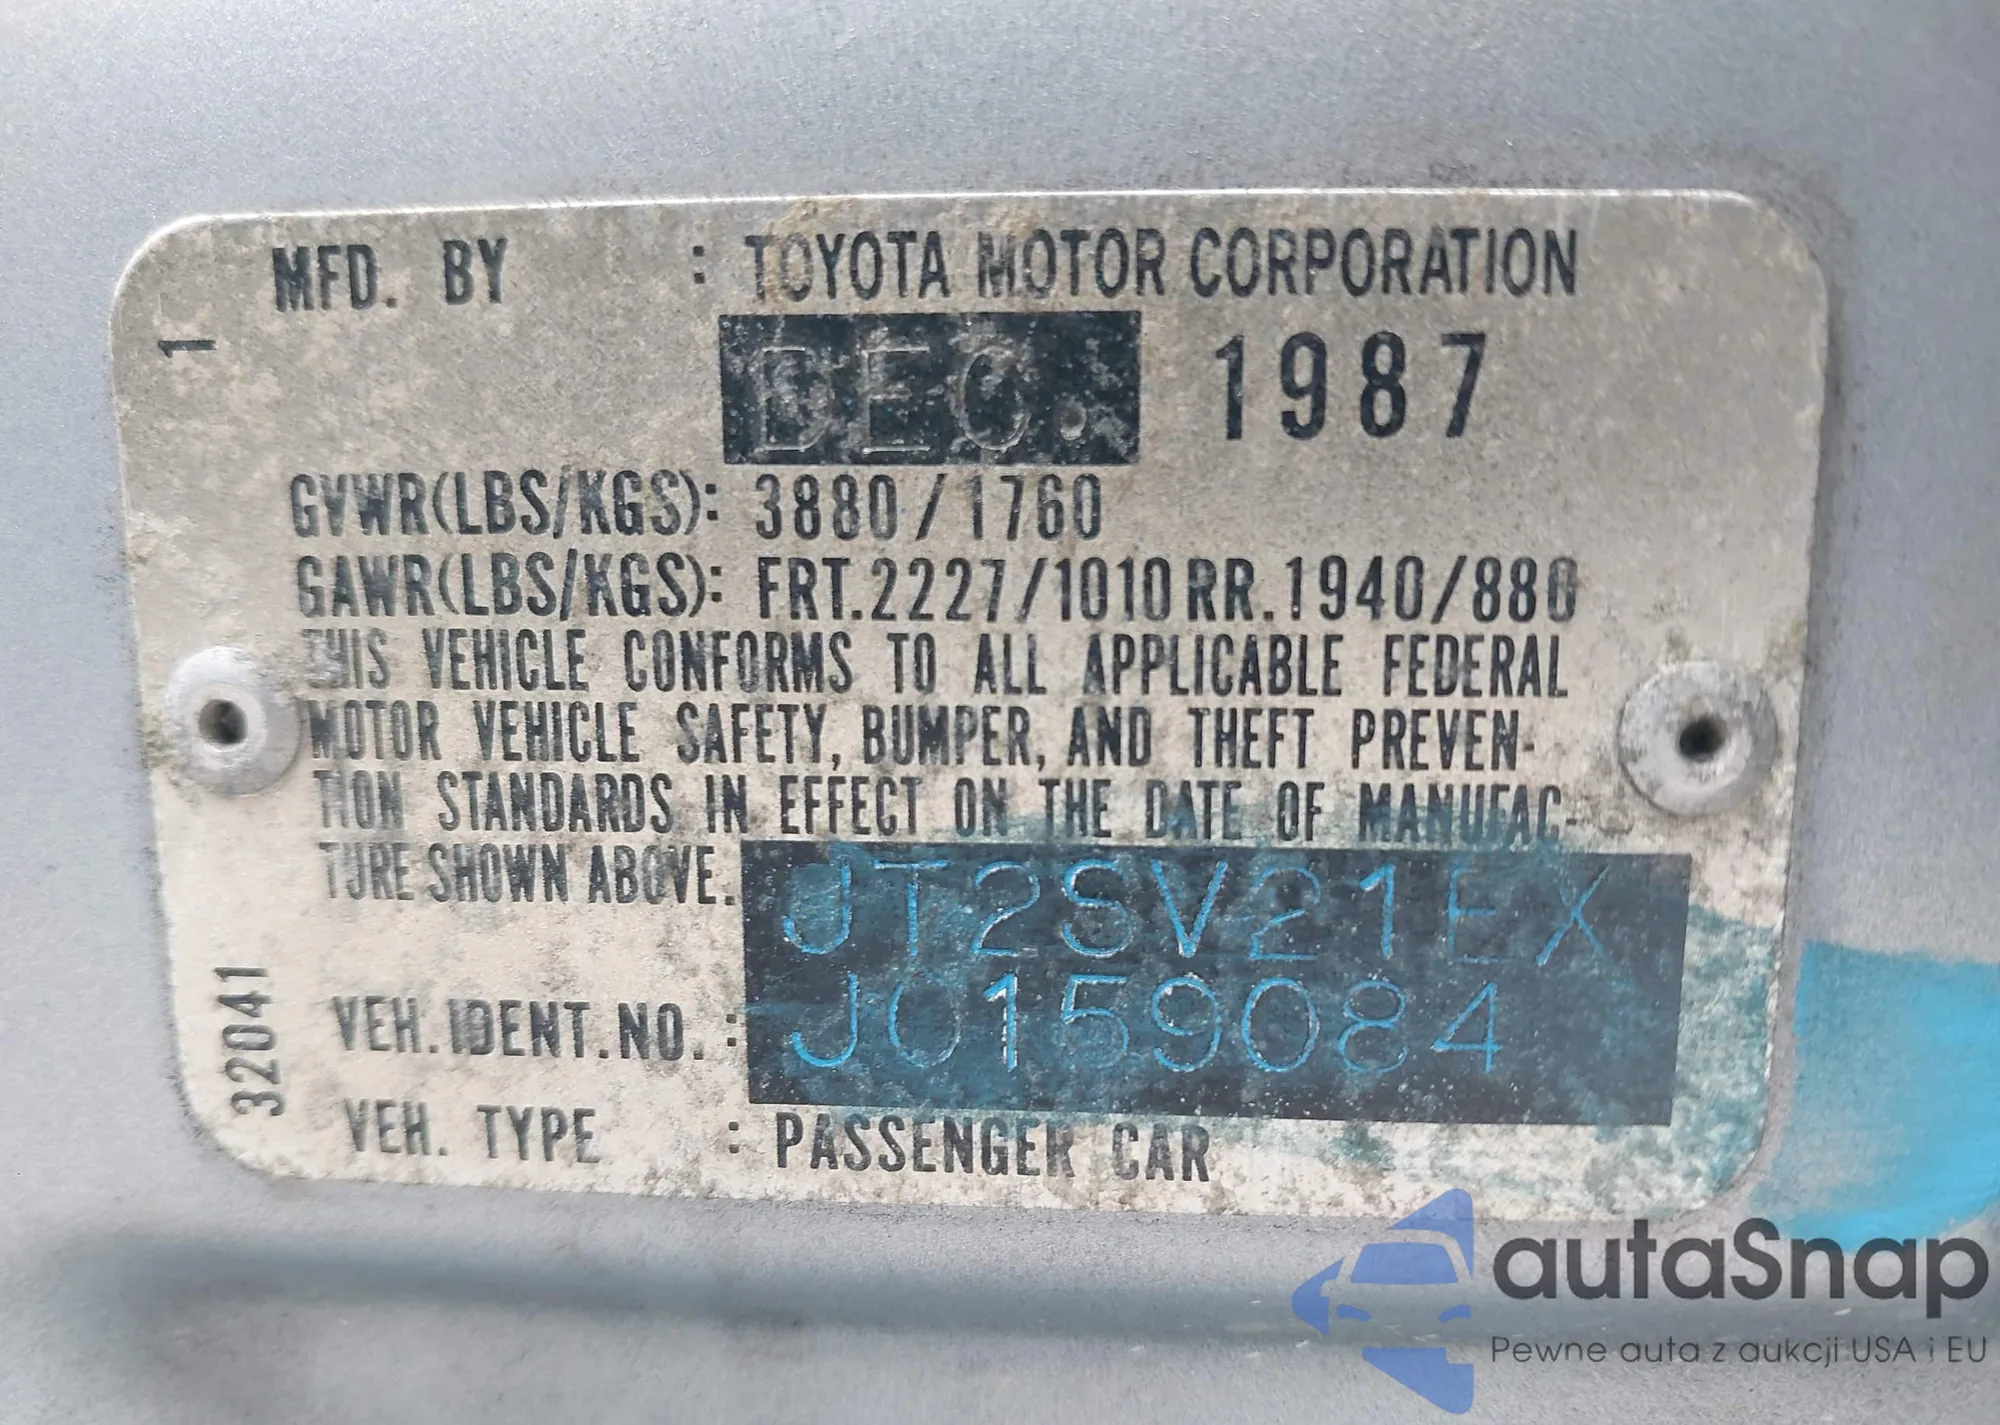 MFD. BY : TOYOTA MOTOR CORPORATION
1
DEC. 1987
GVWR(LBS/KGS): 3880/1760
GAWR(LBS/KGS): FRT.2227/1010 RR.1940/880
THIS VEHICLE CONFORMS TO ALL APPLICABLE FEDERAL
MOTOR VEHICLE SAFETY, BUMPER, AND THEFT PREVEN-
TION STANDARDS IN EFFECT ON THE DATE OF MANUFAC-
TURE SHOWN ABOVE.
JT2SV21EX
VEH. IDENT. NO. : J0159084
32041
VEH. TYPE : PASSENGER CAR
autaSnap
Pewne auta z aukcji USA i EU